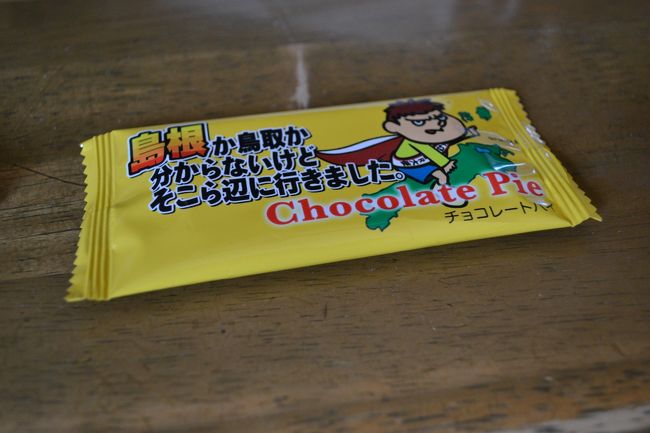 島根か鳥取か
分からないけど
そこら辺に行きました。
Chocolate Pie
チョコレートパイ